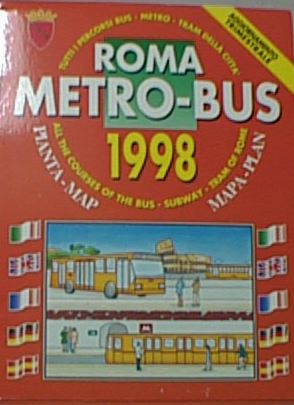 TUTTI I PERCORSI BUS - METRO - TRAM DELLA CITTA'
AGGIORNAMENTO
TRIMESTRALE
ROMA
METRO-BUS
1998
PIANTA - MAP
MAPA - PLAN
ALL THE COURSES OF THE BUS - SUBWAY - TRAM OF ROME
M